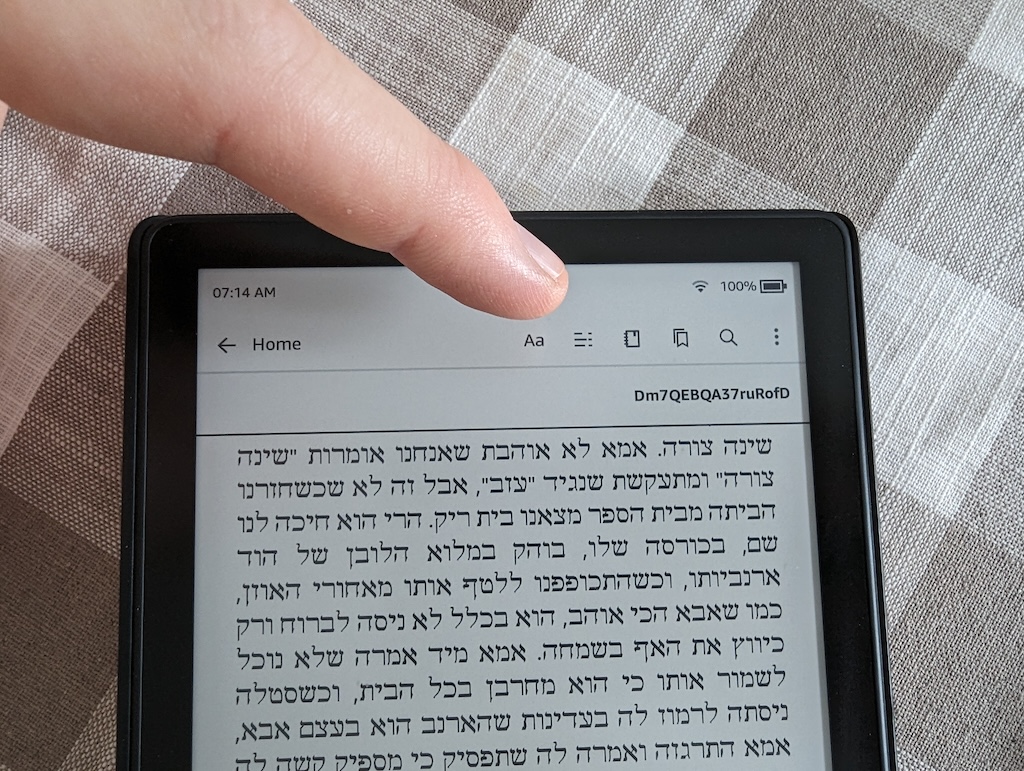 07:14 AM 100%
Home Aa
Dm7QEBQA37ruRofD
שינה צורה. אמא לא אוהבת שאנחנו אומרות "שינה
צורה" ומתעקשת שנגיד "עזב", אבל זה לא שכשחזרנו
הביתה מבית הספר מצאנו בית ריק. הרי הוא חיכה לנו
שם, בכורסה שלו, בוהק במלוא הלובן של הוד
ארנביותו, וכשהתכופפנו ללטף אותו מאחורי האוזן,
כמו שאבא הכי אוהב, הוא בכלל לא ניסה לברוח ורק
כיווץ את האף בשמחה. אמא מיד אמרה שלא נוכל
לשמור אותו כי הוא מחרבן בכל הבית, וכשסטלה
ניסתה לרמוז לה בעדינות שהארנב הוא בעצם אבא,
אמא התרגזה ואמרה לה שתפסיק כי מספיק קשה לה